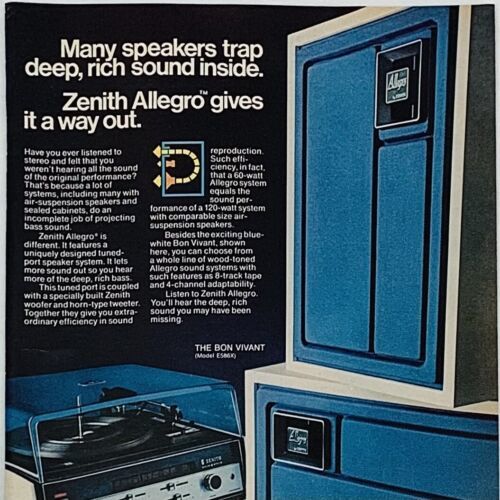 Many speakers trap
deep, rich sound inside.
Zenith Allegro™ gives
it a way out.
Have you ever listened to
stereo and felt that you
weren't hearing all the sound
of the original performance?
That's because a lot of
systems, including many with
air-suspension speakers and
sealed cabinets, do an
incomplete job of projecting
bass sound.
Zenith Allegro® is
different. It features a
uniquely designed tuned-
port speaker system. It lets
more sound out so you hear
more of the deep, rich bass.
This tuned port is coupled
with a specially built Zenith
woofer and horn-type tweeter.
Together they give you extra-
ordinary efficiency in sound
reproduction.
Such effi-
ciency, in fact,
that a 60-watt
Allegro system
equals the
sound per-
formance of a 120-watt system
with comparable size air-
suspension speakers.
Besides the exciting blue-
white Bon Vivant, shown
here, you can choose from
a whole line of wood-toned
Allegro sound systems with
such features as 8-track tape
and 4-channel adaptability.
Listen to Zenith Allegro.
You'll hear the deep, rich
sound you may have been
missing.
THE BON VIVANT
(Model E586X)
Allegro
by ZENITH
Allegro
by ZENITH
ZENITH